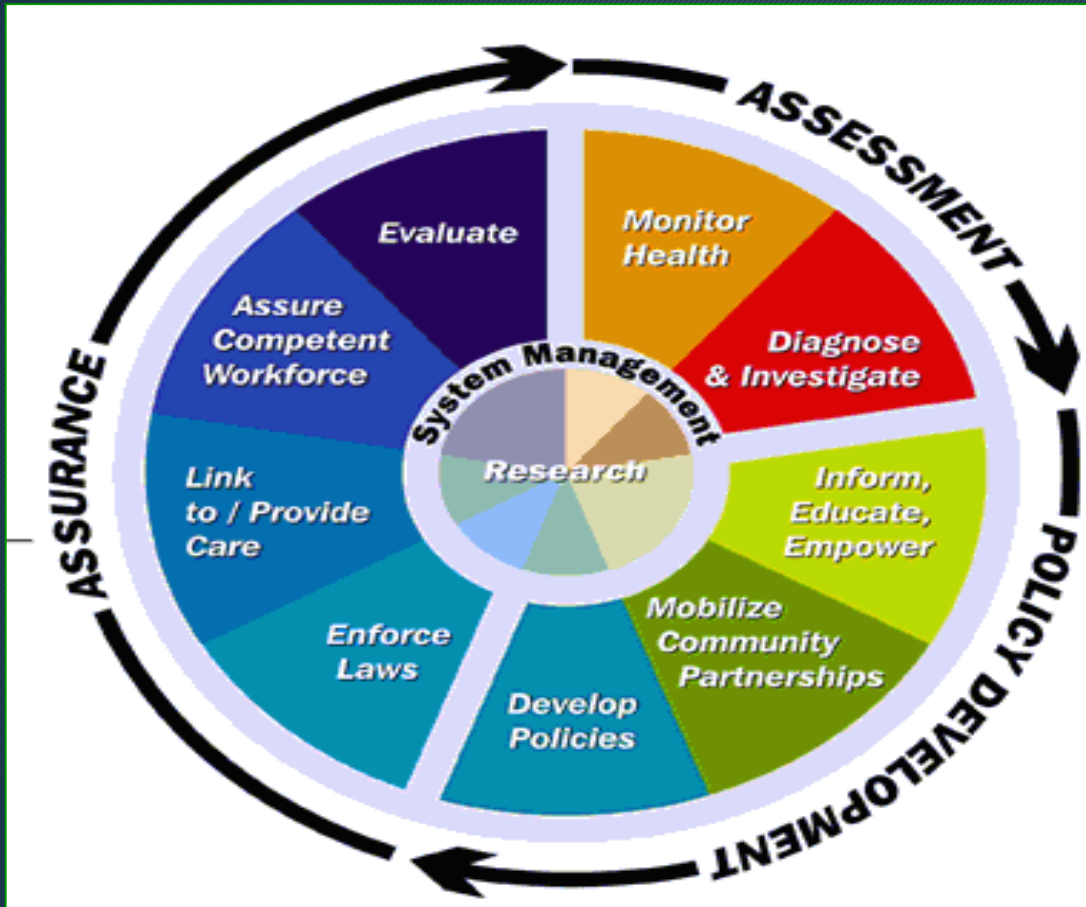 ASSESSMENT
POLICY DEVELOPMENT
ASSURANCE
Monitor
Health
Diagnose
& Investigate
Inform,
Educate,
Empower
Mobilize
Community
Partnerships
Develop
Policies
Enforce
Laws
Link
to / Provide
Care
Assure
Competent
Workforce
Evaluate
System Management
Research